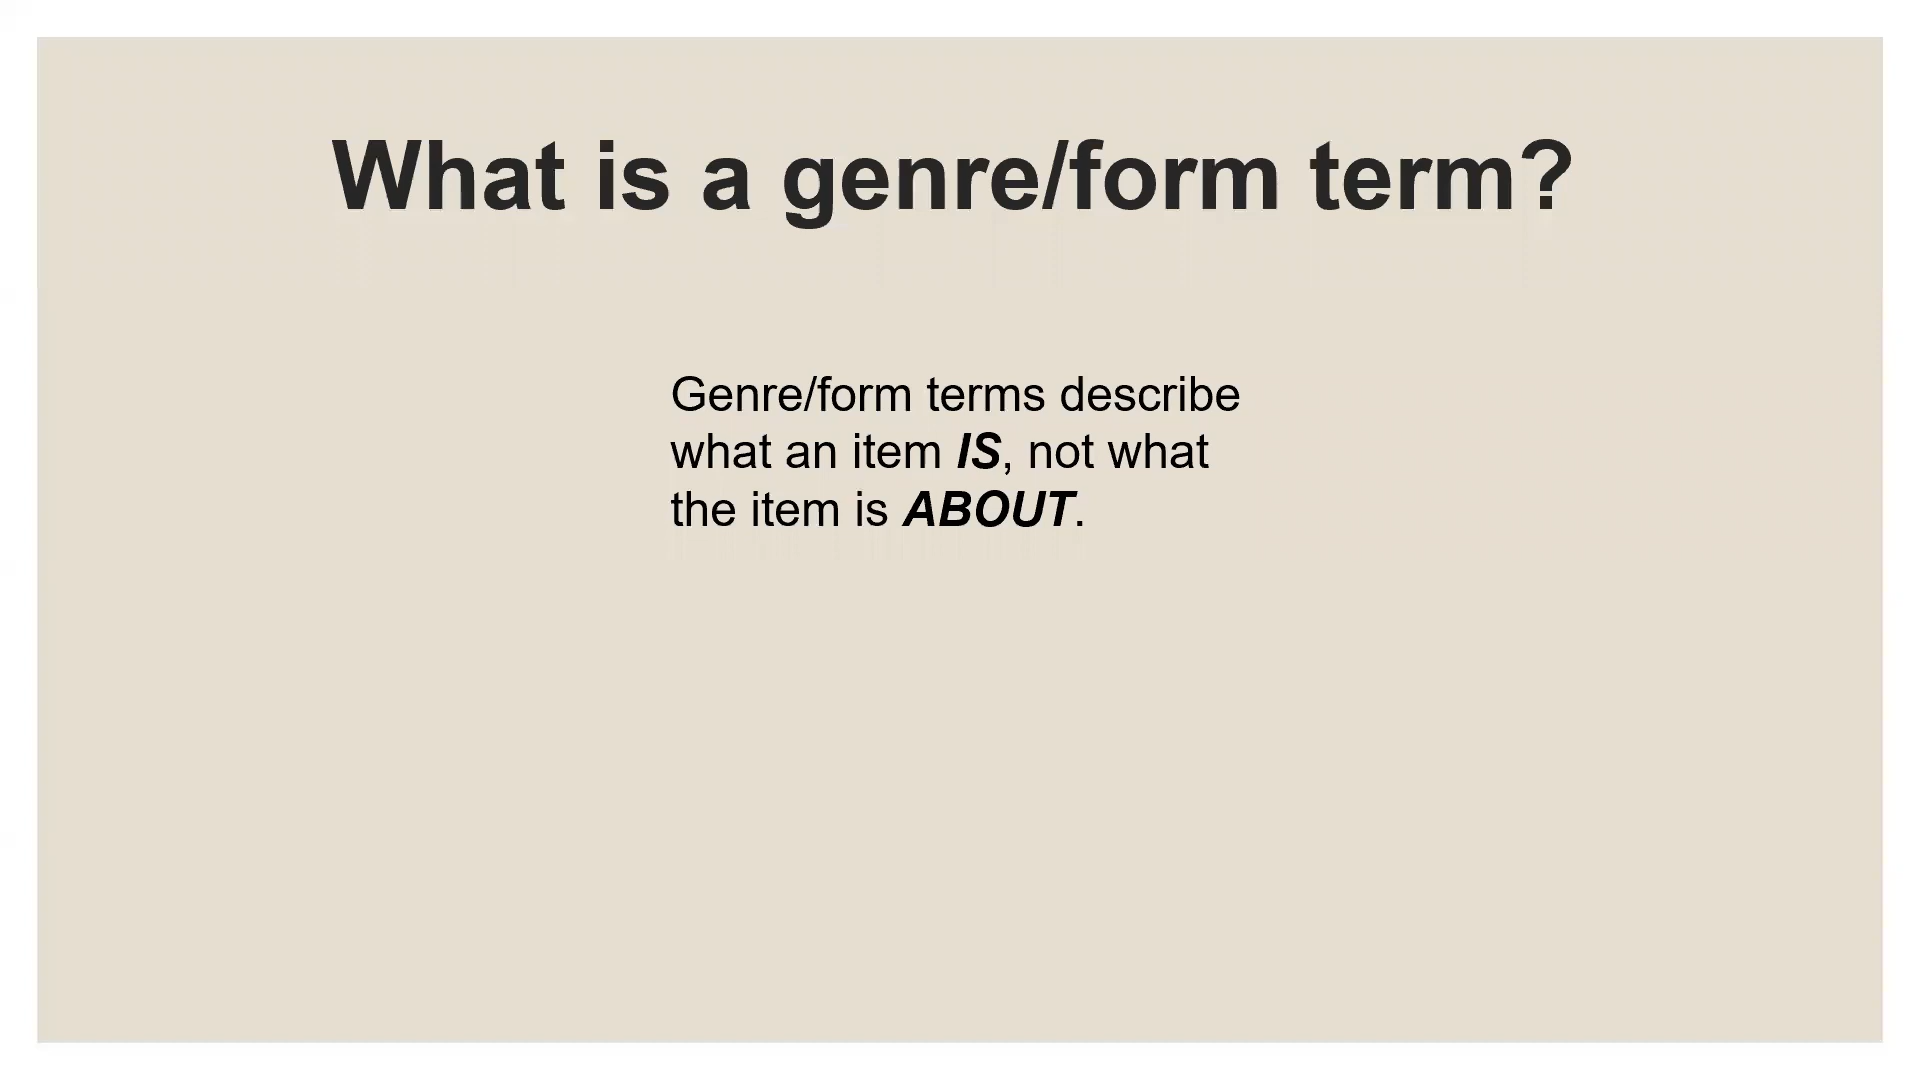 What is a genre/form term?
Genre/form terms describe
what an item IS, not what
the item is ABOUT.